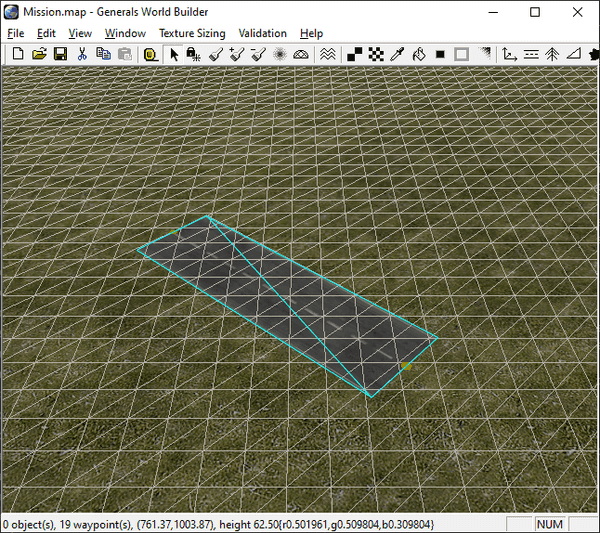 Mission.map - Generals World Builder
File Edit View Window Texture Sizing Validation Help
0 object(s), 19 waypoint(s), (761.37,1003.87), height 62.50{r0.501961,g0.509804,b0.309804} NUM